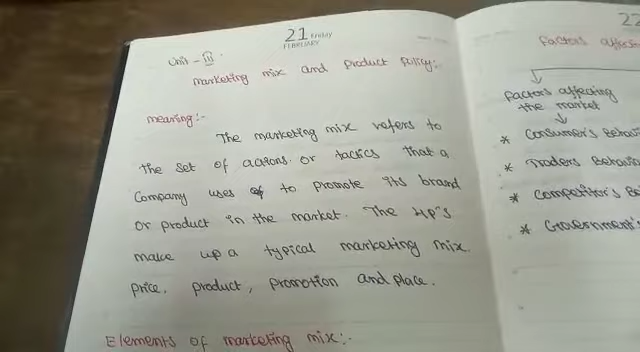 21 FRIDAY
FEBRUARY
Unit - III
marketing mix and product policy:-
meaning:-
The marketing mix refers to
the set of actions or tactics that a
company uses to promote its brand
or product in the market. The 4p's
make up a typical marketing mix.
price, product, promotion and place.
Elements of marketing mix:-
22
Factors
Factors affecting
the market
* Consumer's
* Traders
* Competitor's
* Government's